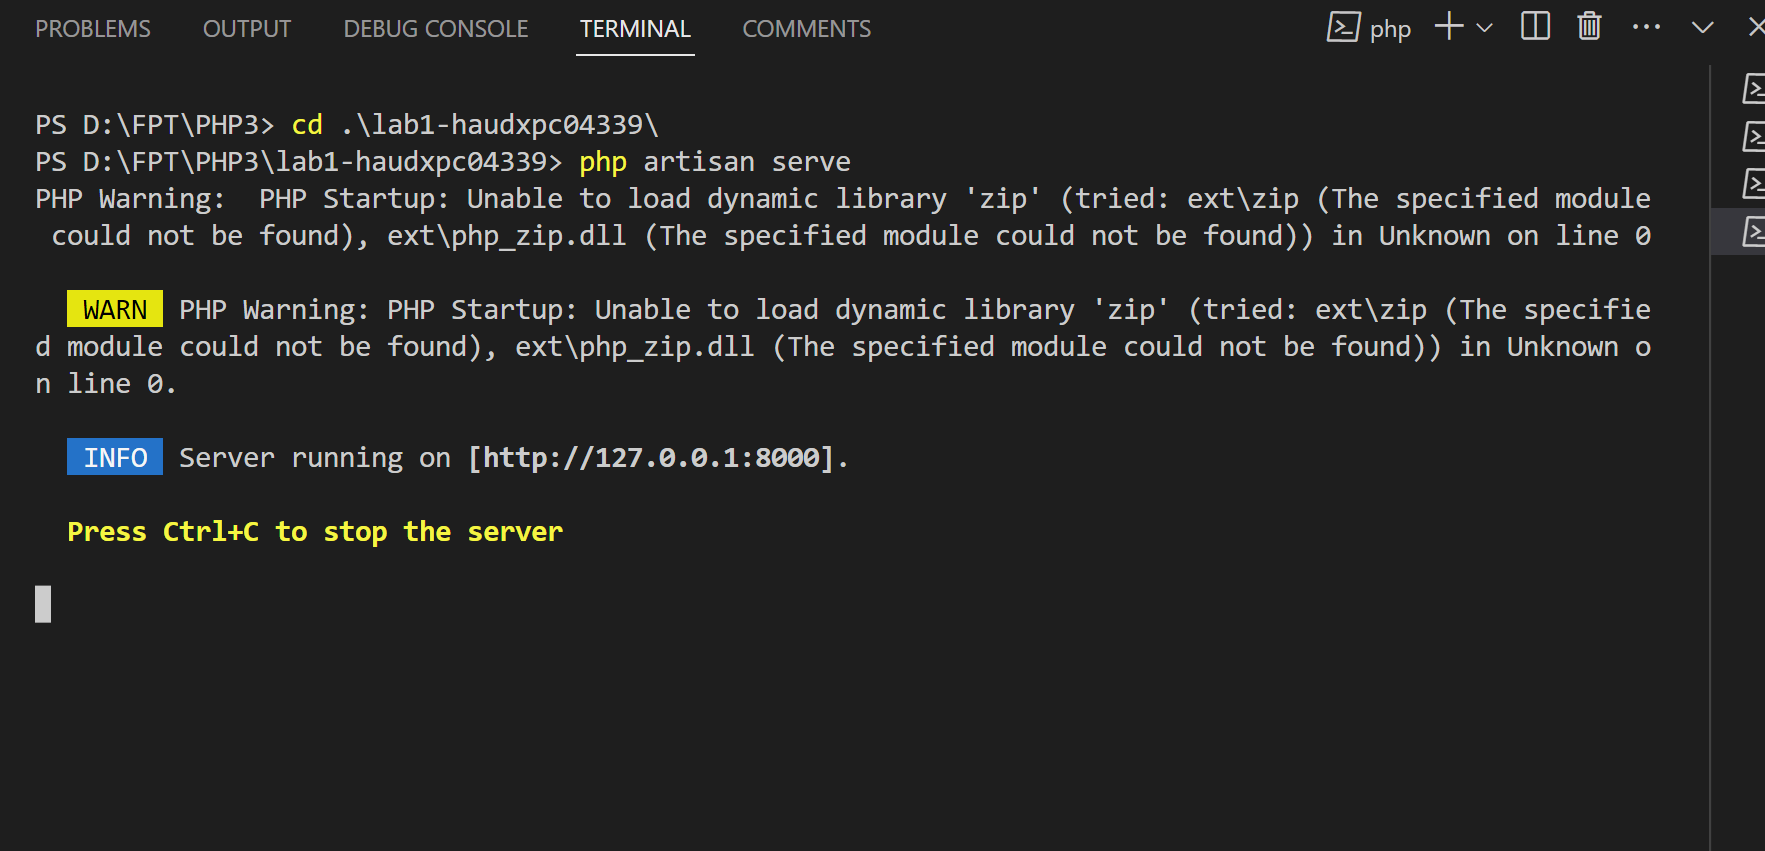 PROBLEMS OUTPUT DEBUG CONSOLE TERMINAL COMMENTS php
PS D:\FPT\PHP3> cd .\lab1-haudxpc04339\
PS D:\FPT\PHP3\lab1-haudxpc04339> php artisan serve
PHP Warning:  PHP Startup: Unable to load dynamic library 'zip' (tried: ext\zip (The specified module
 could not be found), ext\php_zip.dll (The specified module could not be found)) in Unknown on line 0
WARN PHP Warning: PHP Startup: Unable to load dynamic library 'zip' (tried: ext\zip (The specifie
d module could not be found), ext\php_zip.dll (The specified module could not be found)) in Unknown o
n line 0.
INFO Server running on [http://127.0.0.1:8000].
Press Ctrl+C to stop the server